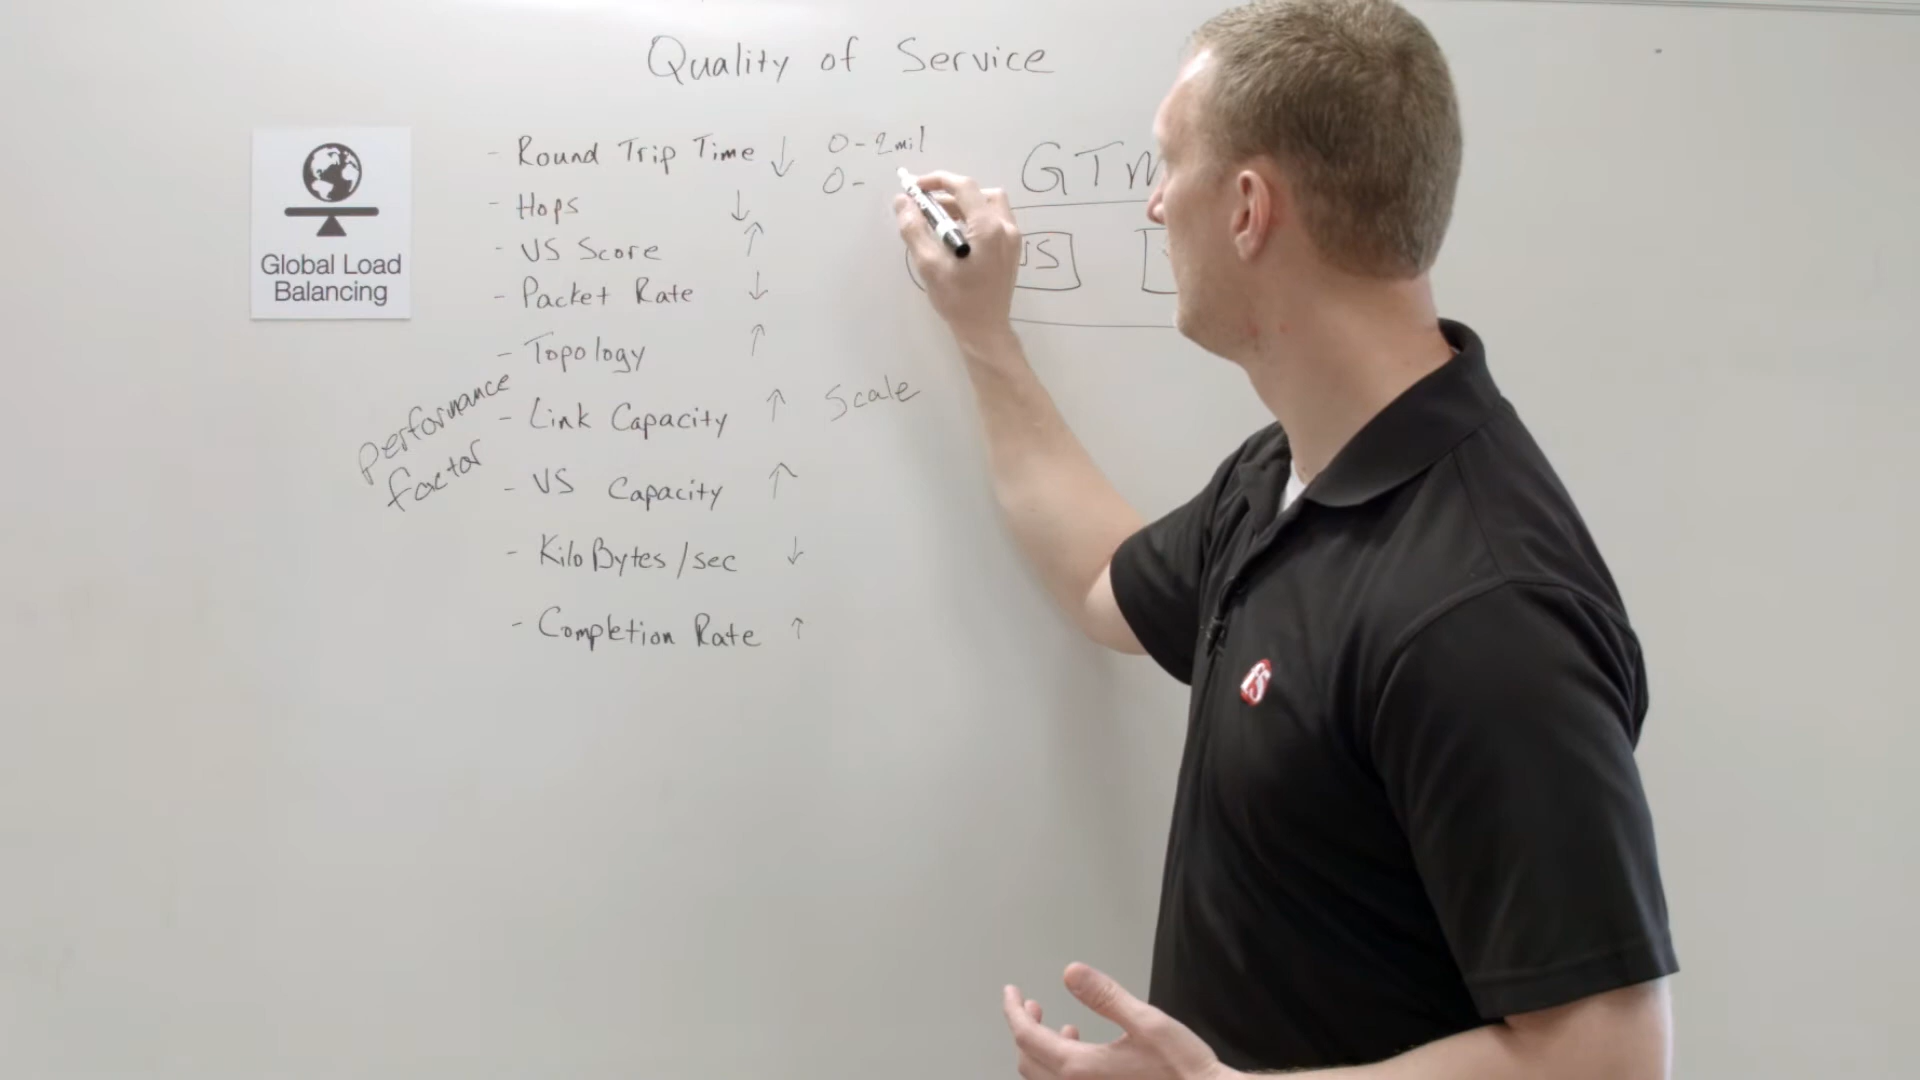 Quality of Service
- Round Trip Time ↓ 0-2mil
0-
- Hops ↓
- VS Score ↑
- Packet Rate ↓
- Topology ↑
- Link Capacity ↑ Scale
- VS Capacity ↑
- KiloBytes/sec ↓
- Completion Rate ↑
Performance
factor
Global Load
Balancing
GTM
VS
f5